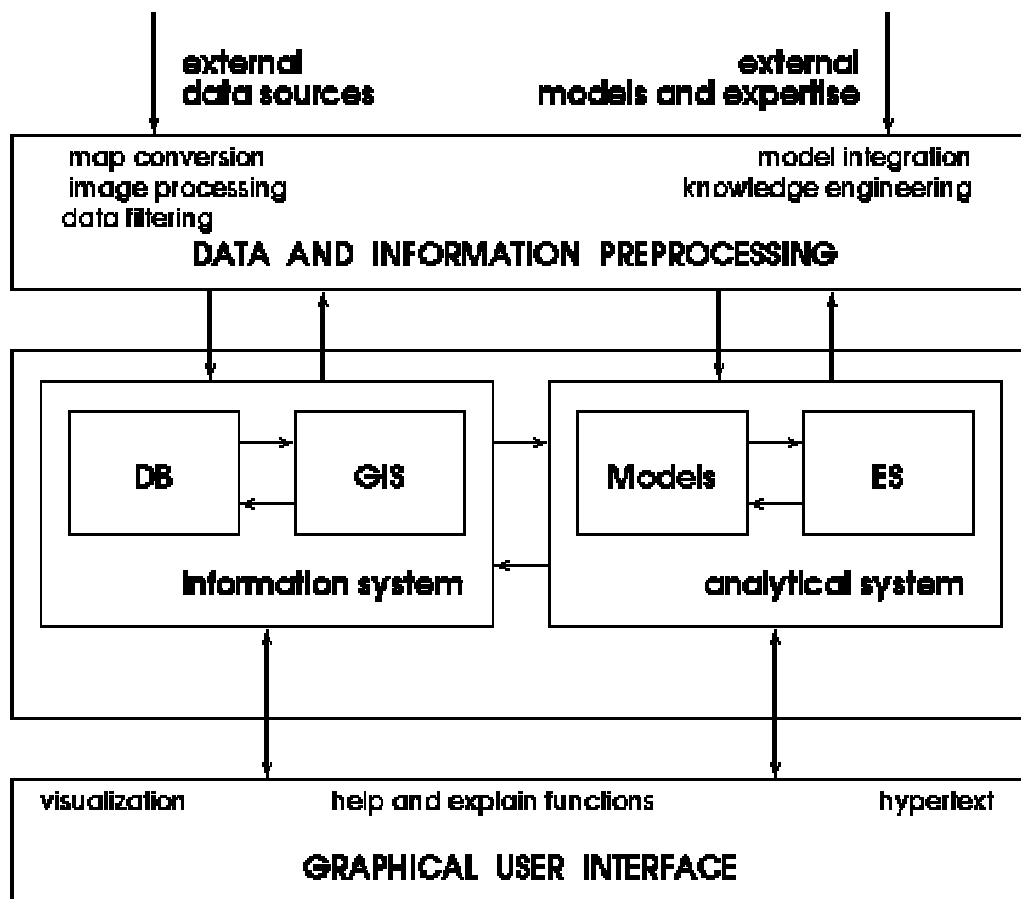 external
data sources
external
models and expertise
map conversion
image processing
data filtering
model integration
knowledge engineering
DATA AND INFORMATION PREPROCESSING
DB
GIS
Models
ES
information system
analytical system
visualization
help and explain functions
hypertext
GRAPHICAL USER INTERFACE